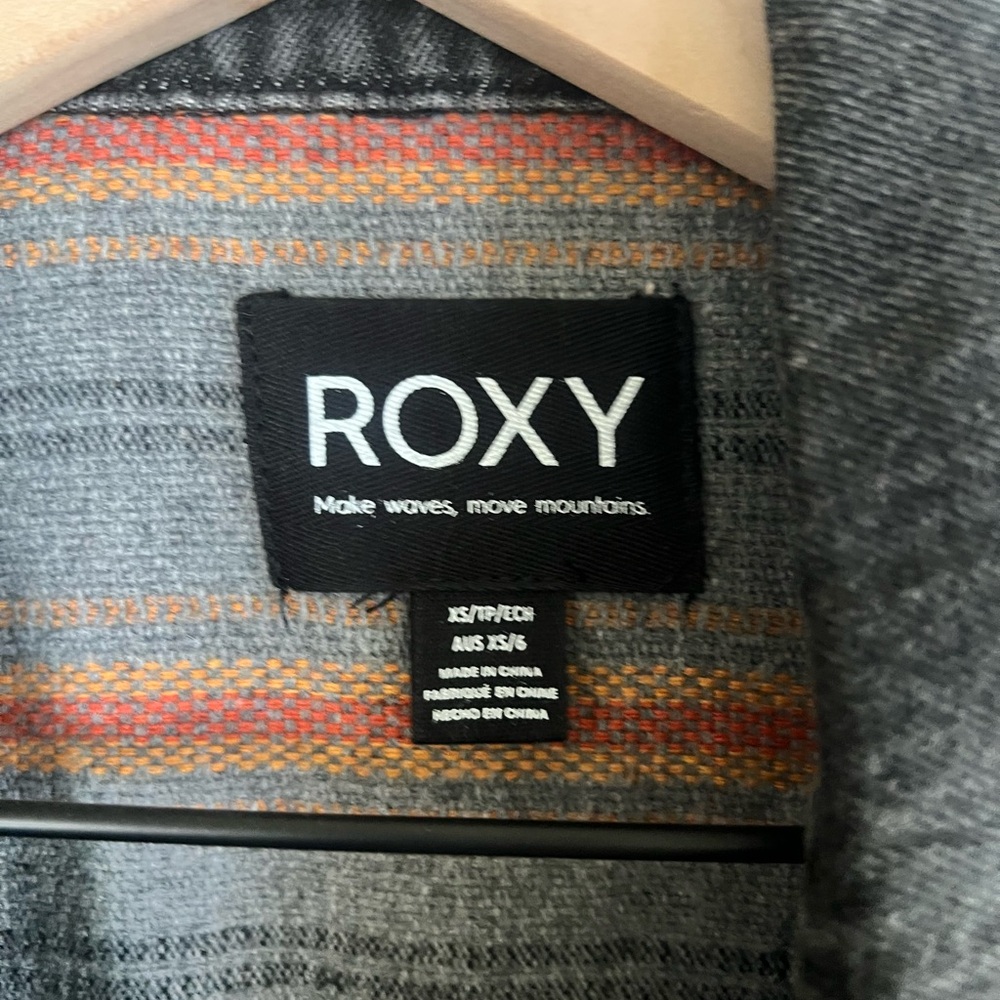 ROXY
Make waves, move mountains.
XS/TP/ECH
AUS XS/6
MADE IN CHINA
FABRIQUÉ EN CHINE
HECHO EN CHINA